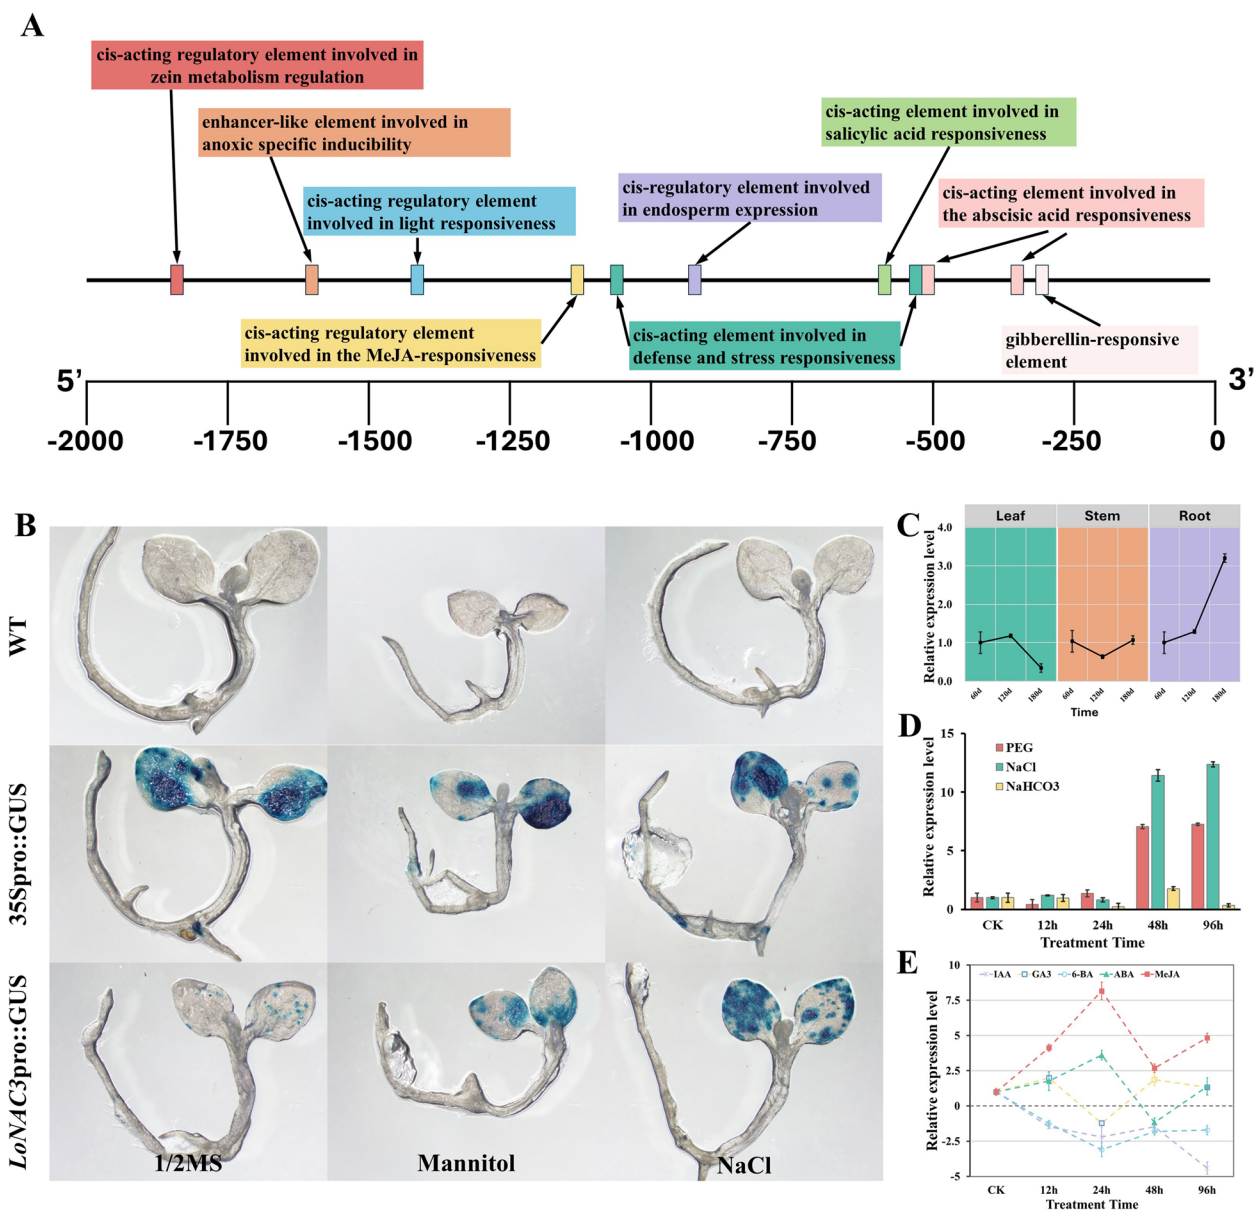 A
cis-acting regulatory element involved in
zein metabolism regulation
enhancer-like element involved in
anoxic specific inducibility
cis-acting regulatory element
involved in light responsiveness
cis-regulatory element involved
in endosperm expression
cis-acting element involved in
salicylic acid responsiveness
cis-acting element involved in
the abscisic acid responsiveness
cis-acting regulatory element
involved in the MeJA-responsiveness
cis-acting element involved in
defense and stress responsiveness
gibberellin-responsive
element
5’ 3’
-2000 -1750 -1500 -1250 -1000 -750 -500 -250 0
B
WT
35Spro::GUS
LoNAC3pro::GUS
1/2MS Mannitol NaCl
C
Leaf Stem Root
Relative expression level
4.0
3.0
2.0
1.0
0.0
60d 120d 180d 60d 120d 180d 60d 120d 180d
Time
D
Relative expression level
15
10
5
0
PEG
NaCl
NaHCO3
CK 12h 24h 48h 96h
Treatment Time
E
Relative expression level
10
7.5
5
2.5
0
-2.5
-5
IAA GA3 6-BA ABA MeJA
CK 12h 24h 48h 96h
Treatment Time